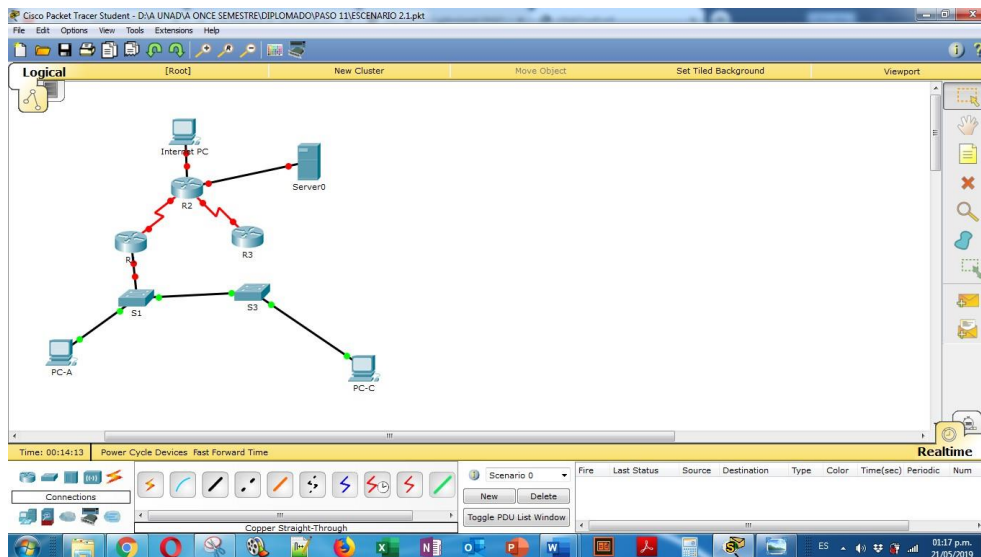 Cisco Packet Tracer Student - D:\A UNAD\A ONCE SEMESTRE\DIPLOMADO\PASO 11\ESCENARIO 2.1.pkt
File Edit Options View Tools Extensions Help
Logical [Root] New Cluster Move Object Set Tiled Background Viewport
Internet PC
Server0
R2
R3
S1
S3
PC-A
PC-C
Time: 00:14:13 Power Cycle Devices Fast Forward Time Realtime
Scenario 0 Fire Last Status Source Destination Type Color Time(sec) Periodic Num
Connections
New Delete
Toggle PDU List Window
Copper Straight-Through
ES 01:17 p.m.
21/05/2019